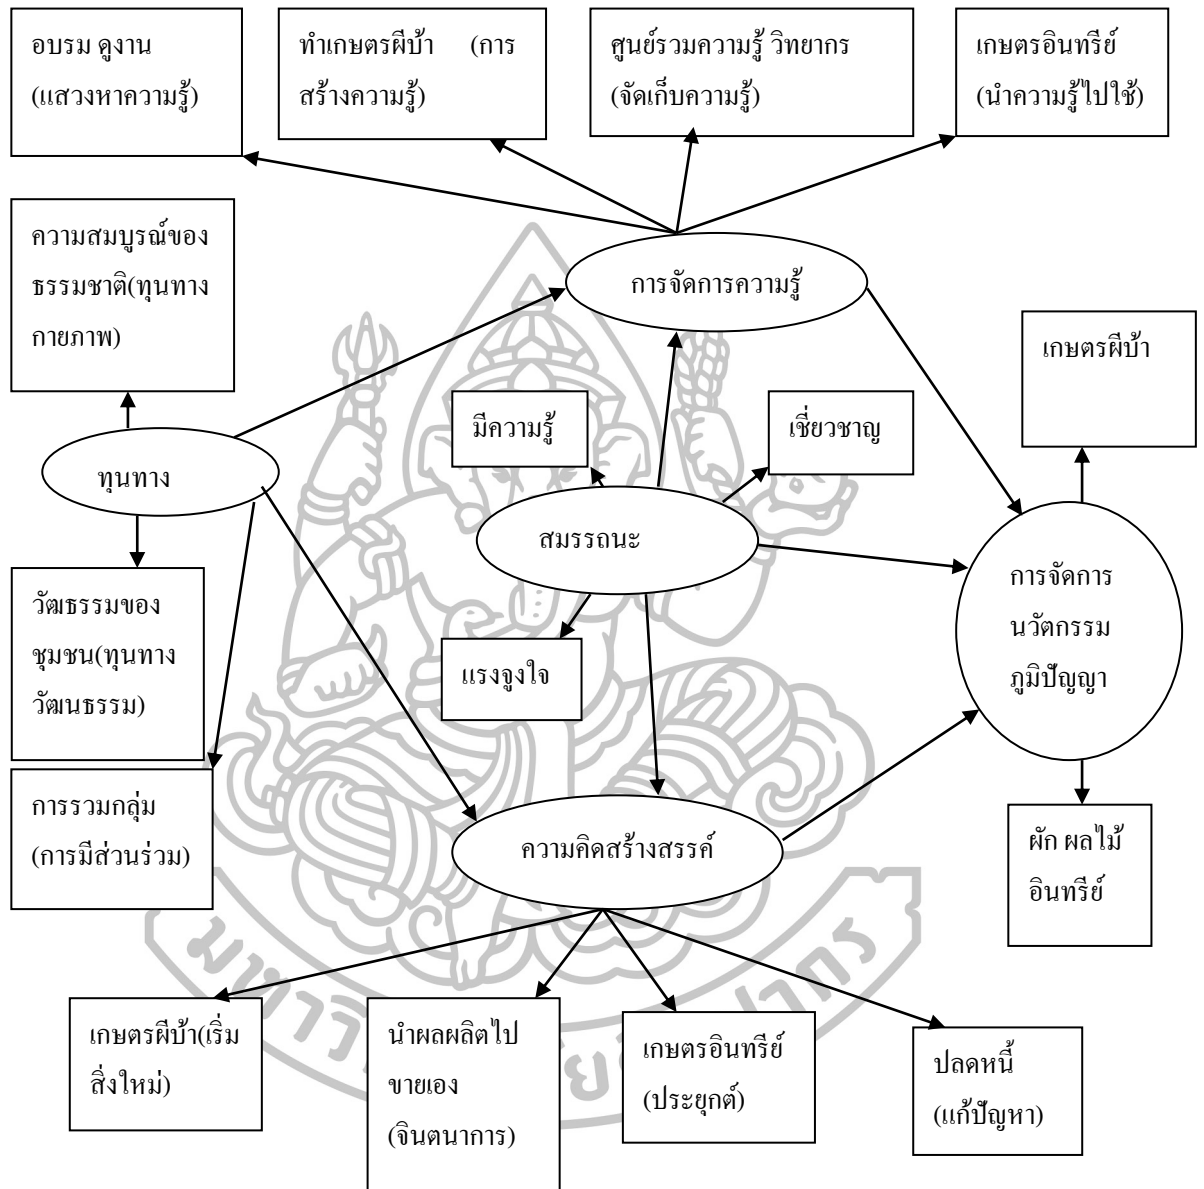 อบรม ดูงาน
(แสวงหาความรู้)
ทำเกษตรผีบ้า (การ
สร้างความรู้)
ศูนย์รวมความรู้ วิทยากร
(จัดเก็บความรู้)
เกษตรอินทรีย์
(นำความรู้ไปใช้)
ความสมบูรณ์ของ
ธรรมชาติ(ทุนทาง
กายภาพ)
การจัดการความรู้
เกษตรผีบ้า
มีความรู้
เชี่ยวชาญ
ทุนทาง
สมรรถนะ
การจัดการ
นวัตกรรม
ภูมิปัญญา
วัฒธรรมของ
ชุมชน(ทุนทาง
วัฒนธรรม)
แรงจูงใจ
การรวมกลุ่ม
(การมีส่วนร่วม)
ความคิดสร้างสรรค์
ผัก ผลไม้
อินทรีย์
เกษตรผีบ้า(เริ่ม
สิ่งใหม่)
นำผลผลิตไป
ขายเอง
(จินตนาการ)
เกษตรอินทรีย์
(ประยุกต์)
ปลดหนี้
(แก้ปัญหา)